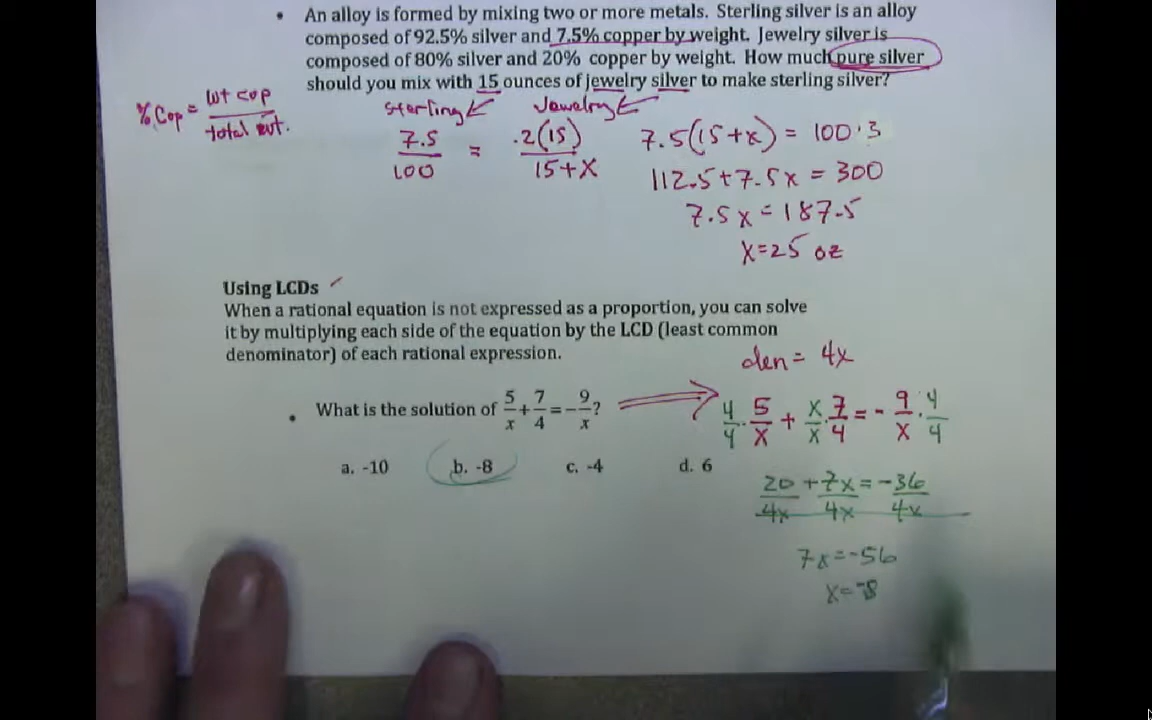 • An alloy is formed by mixing two or more metals. Sterling silver is an alloy
composed of 92.5% silver and 7.5% copper by weight. Jewelry silver is
composed of 80% silver and 20% copper by weight. How much pure silver
should you mix with 15 ounces of jewelry silver to make sterling silver?
% Cop = wt cop / total wt.
Sterling ← Jewelry ←
7.5/100 = .2(15)/15+x
7.5(15+x) = 100·3
112.5+7.5x = 300
7.5x = 187.5
x=25 oz
Using LCDs
When a rational equation is not expressed as a proportion, you can solve
it by multiplying each side of the equation by the LCD (least common
denominator) of each rational expression.
den = 4x
• What is the solution of 5/x + 7/4 = -9/x?
4/4 · 5/x + x/x · 7/4 = - 9/x · 4/4
a. -10 b. -8 c. -4 d. 6
20/4x + 7x/4x = -36/4x
7x = -56
x = -8